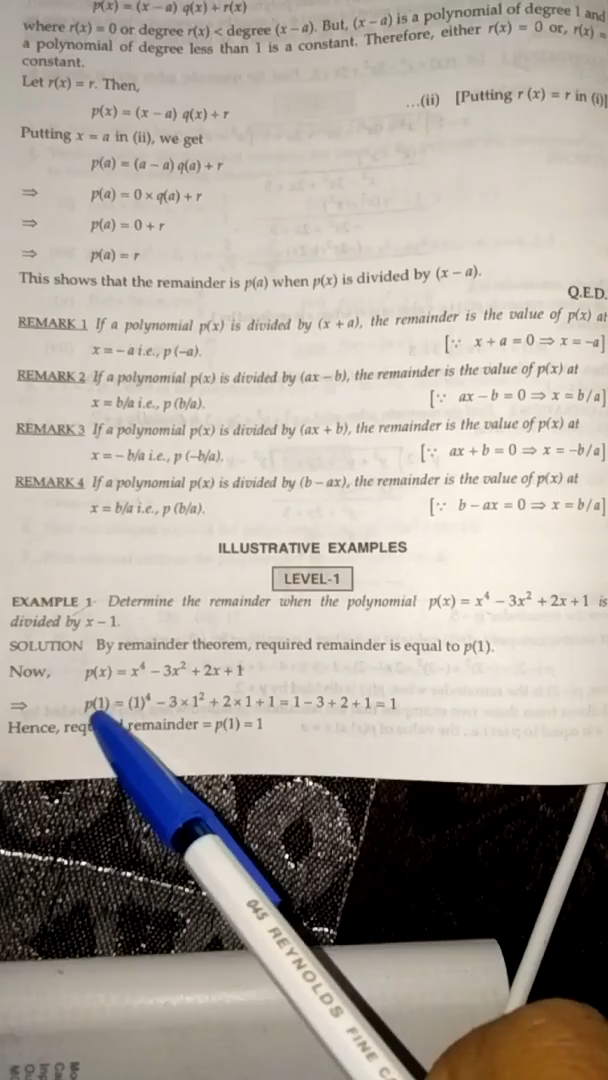 p(x) = (x − a) q(x) + r(x)
where r(x) = 0 or degree r(x) < degree (x − a). But, (x − a) is a polynomial of degree 1 and
a polynomial of degree less than 1 is a constant. Therefore, either r(x) = 0 or, r(x) =
constant.
Let r(x) = r. Then,
p(x) = (x − a) q(x) + r ...(ii) [Putting r (x) = r in (i)]
Putting x = a in (ii), we get
p(a) = (a − a) q(a) + r
⇒ p(a) = 0 × q(a) + r
⇒ p(a) = 0 + r
⇒ p(a) = r
This shows that the remainder is p(a) when p(x) is divided by (x − a).
Q.E.D.
REMARK 1 If a polynomial p(x) is divided by (x + a), the remainder is the value of p(x) at
x = − a i.e., p (−a). [∵ x + a = 0 ⇒ x = −a]
REMARK 2 If a polynomial p(x) is divided by (ax − b), the remainder is the value of p(x) at
x = b/a i.e., p (b/a). [∵ ax − b = 0 ⇒ x = b/a]
REMARK 3 If a polynomial p(x) is divided by (ax + b), the remainder is the value of p(x) at
x = − b/a i.e., p (−b/a). [∵ ax + b = 0 ⇒ x = −b/a]
REMARK 4 If a polynomial p(x) is divided by (b − ax), the remainder is the value of p(x) at
x = b/a i.e., p (b/a). [∵ b − ax = 0 ⇒ x = b/a]
ILLUSTRATIVE EXAMPLES
LEVEL-1
EXAMPLE 1 Determine the remainder when the polynomial p(x) = x⁴ − 3x² + 2x + 1 is
divided by x − 1.
SOLUTION By remainder theorem, required remainder is equal to p(1).
Now, p(x) = x⁴ − 3x² + 2x + 1
⇒ p(1) = (1)⁴ − 3 × 1² + 2 × 1 + 1 = 1 − 3 + 2 + 1 = 1
Hence, remainder = p(1) = 1
045 REYNOLDS FINE